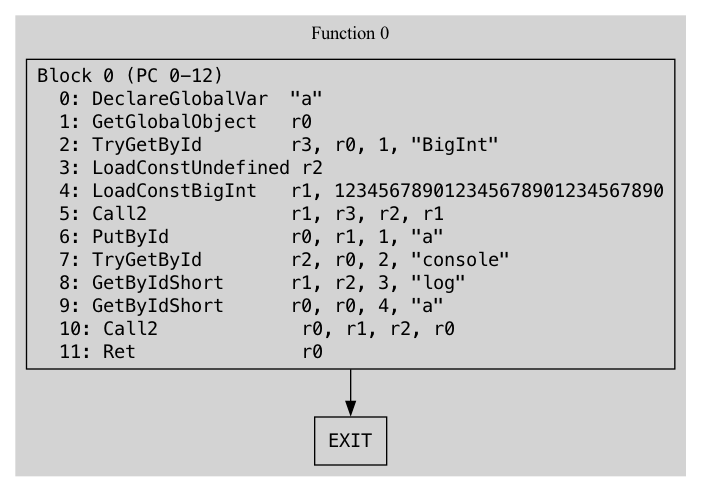 Function 0
Block 0 (PC 0-12)
0: DeclareGlobalVar "a"
1: GetGlobalObject r0
2: TryGetById r3, r0, 1, "BigInt"
3: LoadConstUndefined r2
4: LoadConstBigInt r1, 123456789012345678901234567890
5: Call2 r1, r3, r2, r1
6: PutById r0, r1, 1, "a"
7: TryGetById r2, r0, 2, "console"
8: GetByIdShort r1, r2, 3, "log"
9: GetByIdShort r0, r0, 4, "a"
10: Call2 r0, r1, r2, r0
11: Ret r0
EXIT